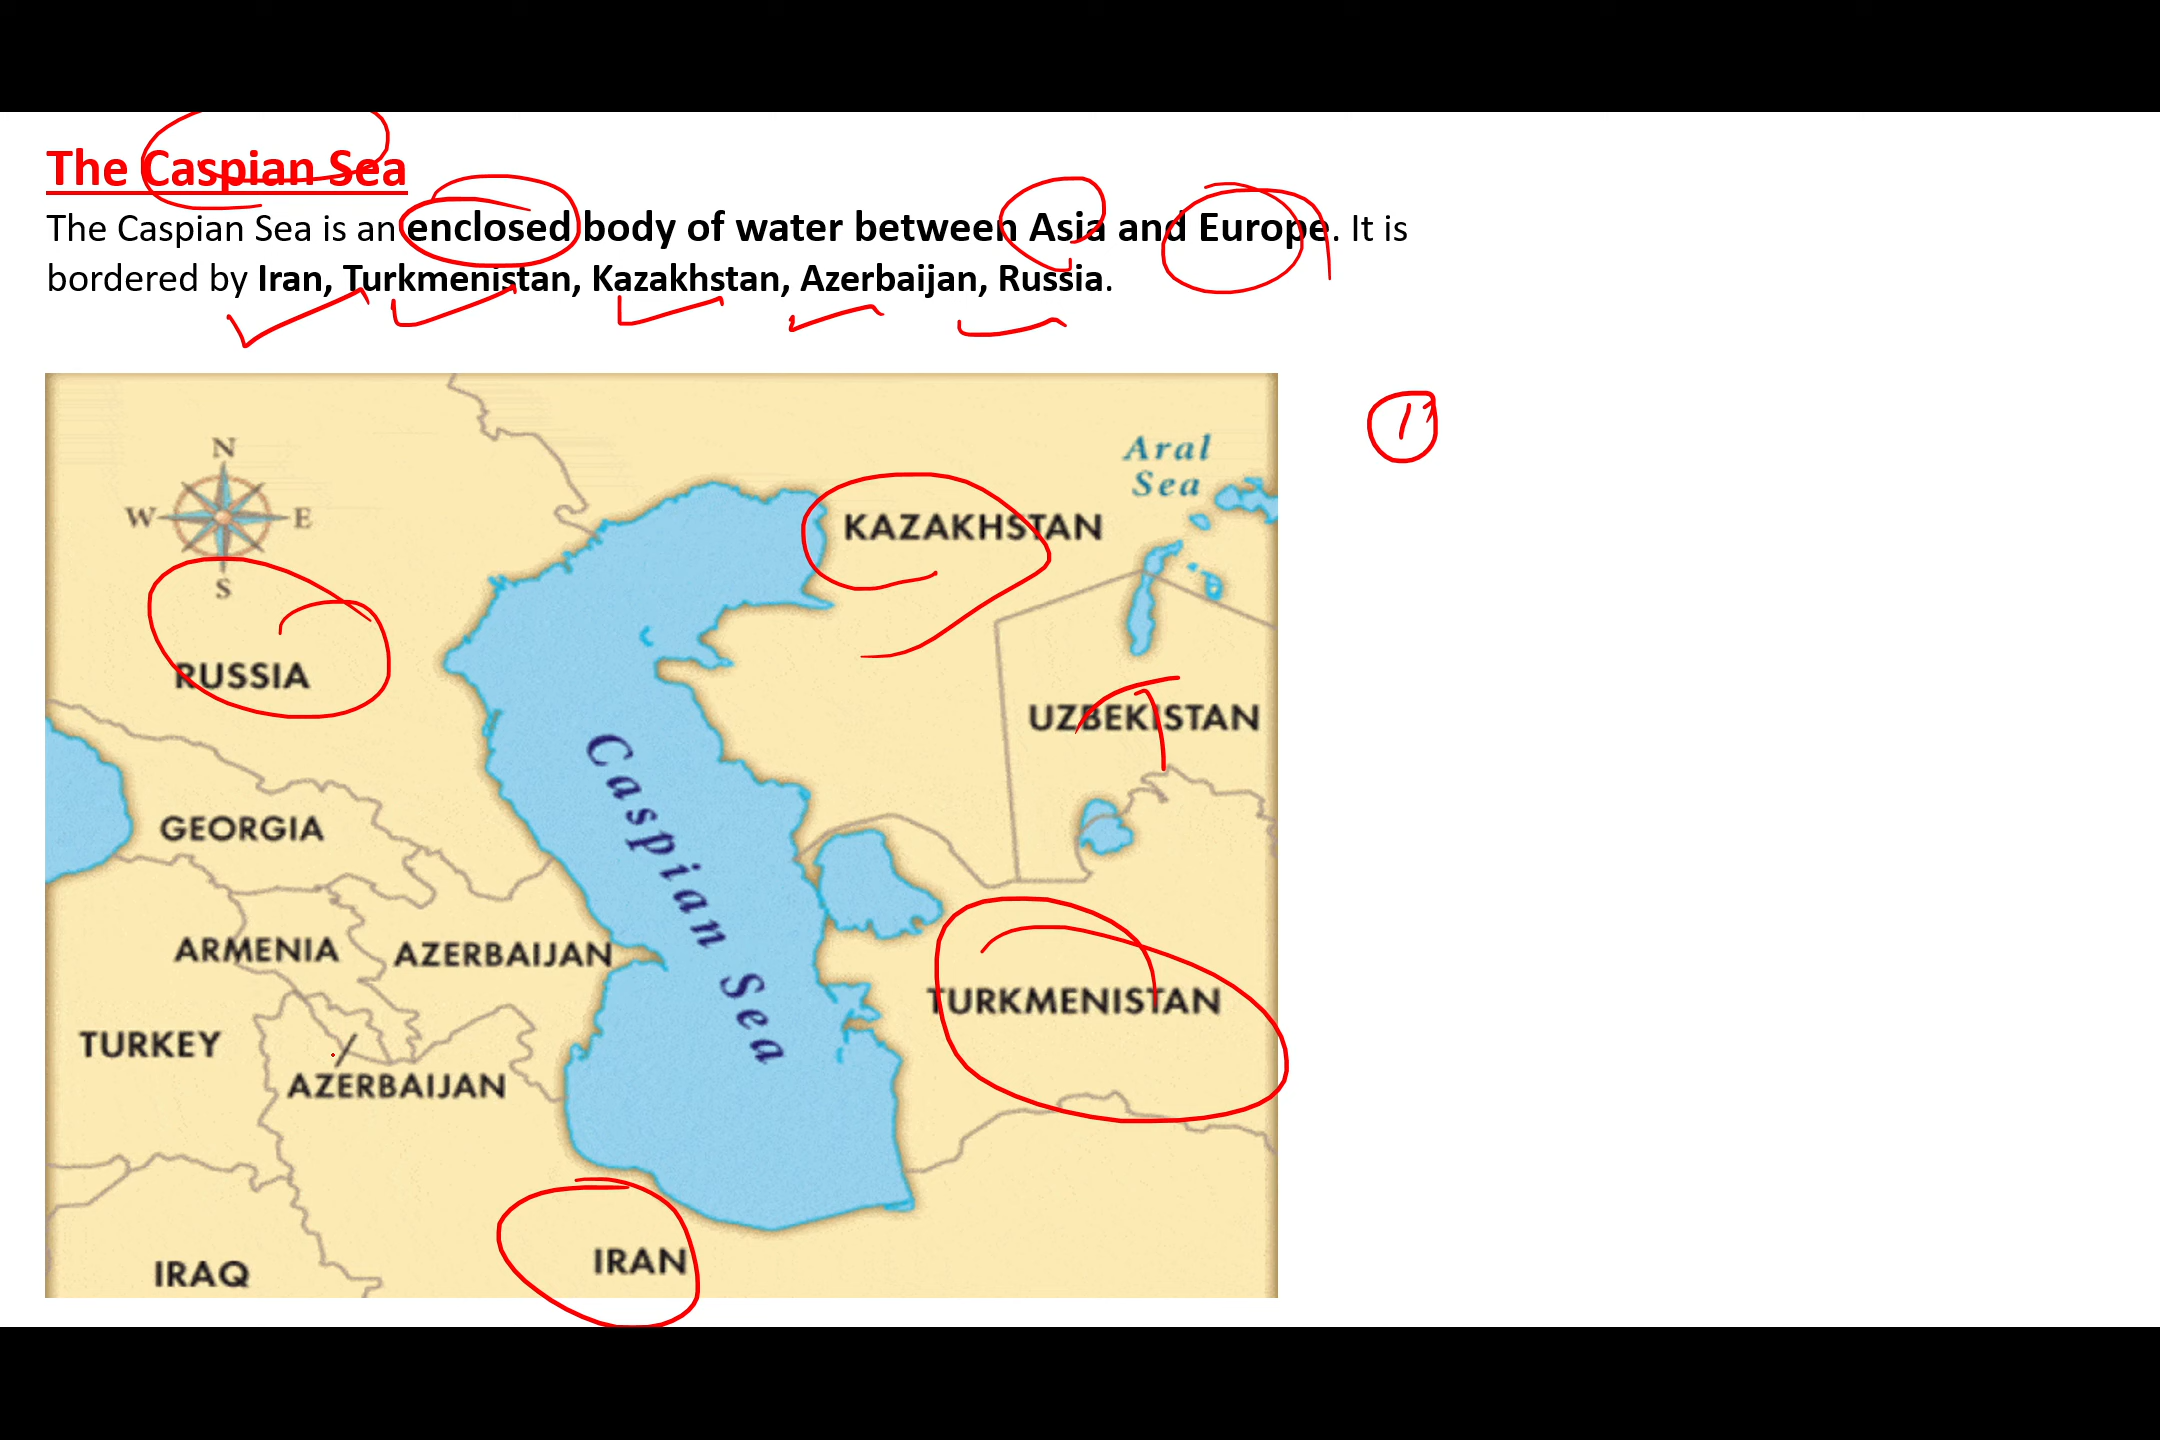 The Caspian Sea
The Caspian Sea is an enclosed body of water between Asia and Europe. It is
bordered by Iran, Turkmenistan, Kazakhstan, Azerbaijan, Russia.
N
W E
S
Aral
Sea
KAZAKHSTAN
RUSSIA
UZBEKISTAN
Caspian Sea
GEORGIA
ARMENIA
AZERBAIJAN
TURKMENISTAN
TURKEY
AZERBAIJAN
IRAN
IRAQ